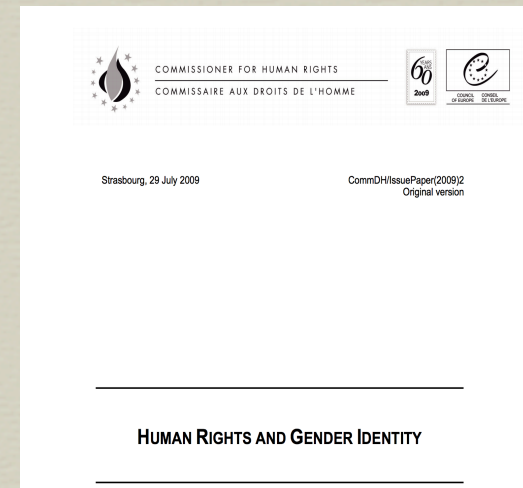 COMMISSIONER FOR HUMAN RIGHTS
COMMISSAIRE AUX DROITS DE L'HOMME
YEARS
ANS
60
2009
COUNCIL OF EUROPE
CONSEIL DE L'EUROPE
Strasbourg, 29 July 2009
CommDH/IssuePaper(2009)2
Original version
HUMAN RIGHTS AND GENDER IDENTITY